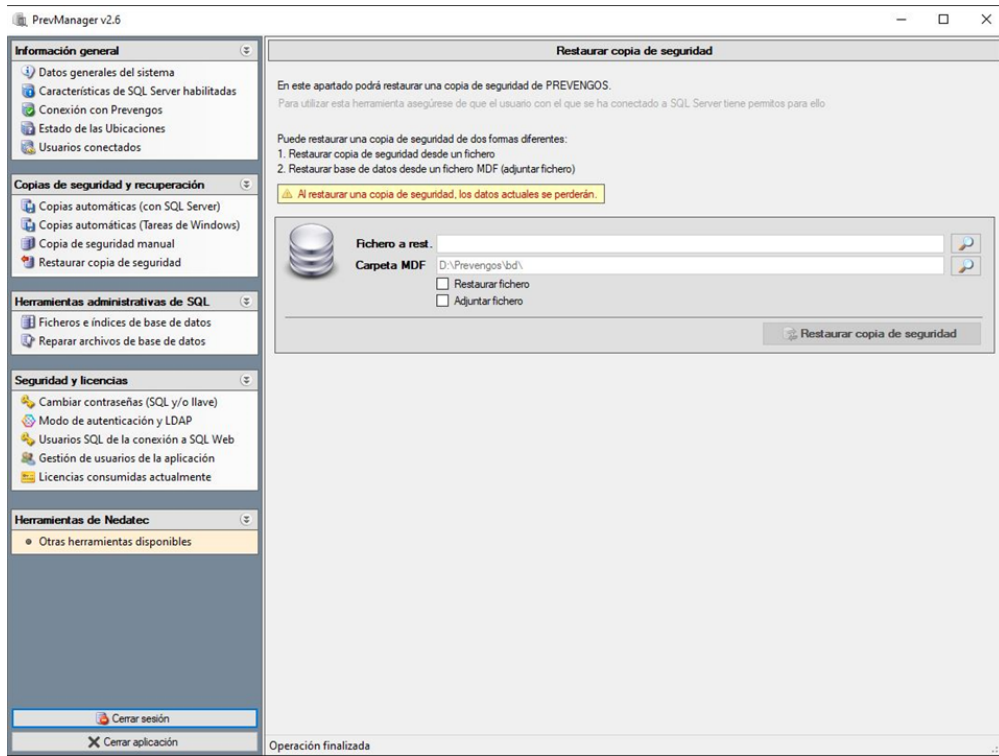 PrevManager v2.6
Información general
Datos generales del sistema
Características de SQL Server habilitadas
Conexión con Prevengos
Estado de las Ubicaciones
Usuarios conectados
Copias de seguridad y recuperación
Copias automáticas (con SQL Server)
Copias automáticas (Tareas de Windows)
Copia de seguridad manual
Restaurar copia de seguridad
Herramientas administrativas de SQL
Ficheros e índices de base de datos
Reparar archivos de base de datos
Seguridad y licencias
Cambiar contraseñas (SQL y/o llave)
Modo de autenticación y LDAP
Usuarios SQL de la conexión a SQL Web
Gestión de usuarios de la aplicación
Licencias consumidas actualmente
Herramientas de Nedatec
Otras herramientas disponibles
Cerrar sesión
Cerrar aplicación
Restaurar copia de seguridad
En este apartado podrá restaurar una copia de seguridad de PREVENGOS.
Para utilizar esta herramienta asegúrese de que el usuario con el que se ha conectado a SQL Server tiene permitos para ello
Puede restaurar una copia de seguridad de dos formas diferentes:
1. Restaurar copia de seguridad desde un fichero
2. Restaurar base de datos desde un fichero MDF (adjuntar fichero)
Al restaurar una copia de seguridad, los datos actuales se perderán.
Fichero a rest.
Carpeta MDF D:\Prevengos\bd\
Restaurar fichero
Adjuntar fichero
Restaurar copia de seguridad
Operación finalizada